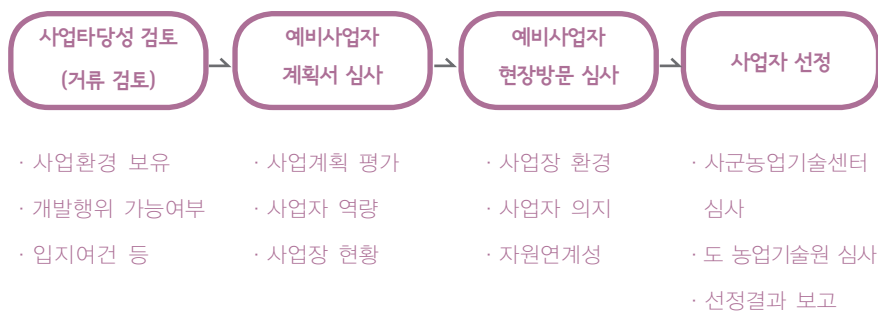 사업타당성 검토
(거류 검토)
예비사업자
계획서 심사
예비사업자
현장방문 심사
사업자 선정
· 사업환경 보유
· 개발행위 가능여부
· 입지여건 등
· 사업계획 평가
· 사업자 역량
· 사업장 현황
· 사업장 환경
· 사업자 의지
· 자원연계성
· 사군농업기술센터
심사
· 도 농업기술원 심사
· 선정결과 보고